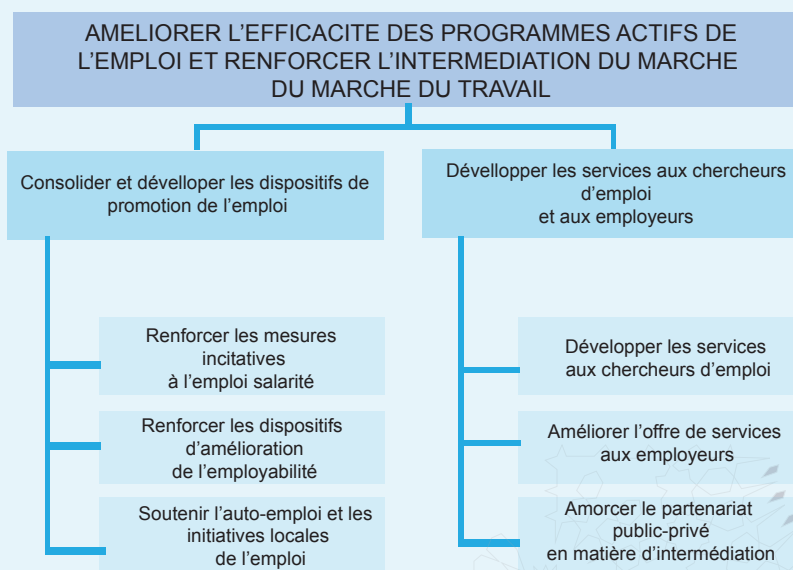 AMELIORER L'EFFICACITE DES PROGRAMMES ACTIFS DE
L'EMPLOI ET RENFORCER L'INTERMEDIATION DU MARCHE
DU MARCHE DU TRAVAIL
Consolider et dévelloper les dispositifs de
promotion de l'emploi
Dévellopper les services aux chercheurs
d'emploi
et aux employeurs
Renforcer les mesures
incitatives
à l'emploi salarité
Renforcer les dispositifs
d'amélioration
de l'employabilité
Soutenir l'auto-emploi et les
initiatives locales
de l'emploi
Développer les services
aux chercheurs d'emploi
Améliorer l'offre de services
aux employeurs
Amorcer le partenariat
public-privé
en matière d'intermédiation